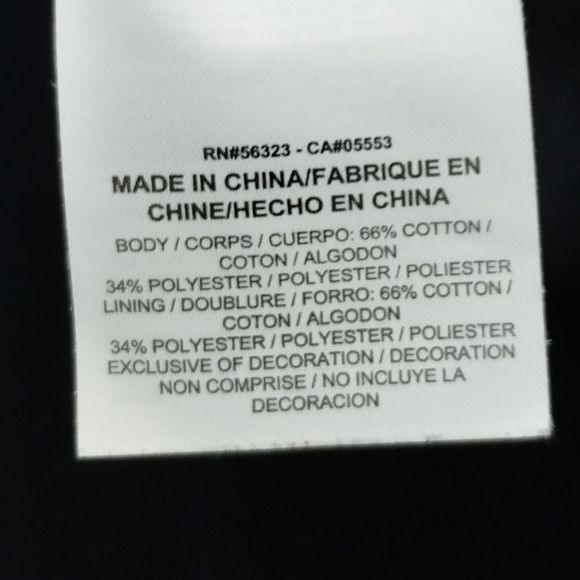 RN#56323 - CA#05553
MADE IN CHINA/FABRIQUE EN
CHINE/HECHO EN CHINA
BODY / CORPS / CUERPO: 66% COTTON /
COTON / ALGODON
34% POLYESTER / POLYESTER / POLIESTER
LINING / DOUBLURE / FORRO: 66% COTTON /
COTON / ALGODON
34% POLYESTER / POLYESTER / POLIESTER
EXCLUSIVE OF DECORATION / DECORATION
NON COMPRISE / NO INCLUYE LA
DECORACION